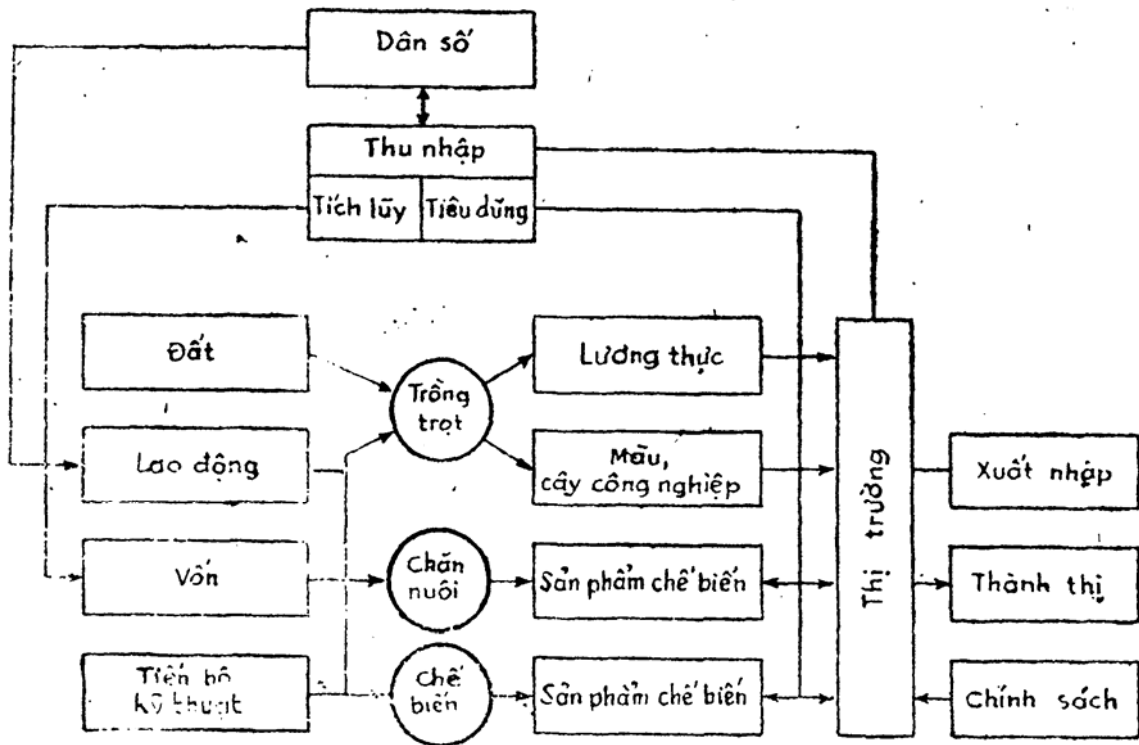 Dân số
Thu nhập
Tích lũy
Tiêu dùng
Đất
Trồng
trọt
Lương thực
Lao động
Màu,
cây công nghiệp
Thị trường
Xuất nhập
Vốn
Chăn
nuôi
Sản phẩm chế biến
Thành thị
Tiến bộ
kỹ thuật
Chế
biến
Sản phẩm chế biến
Chính sách